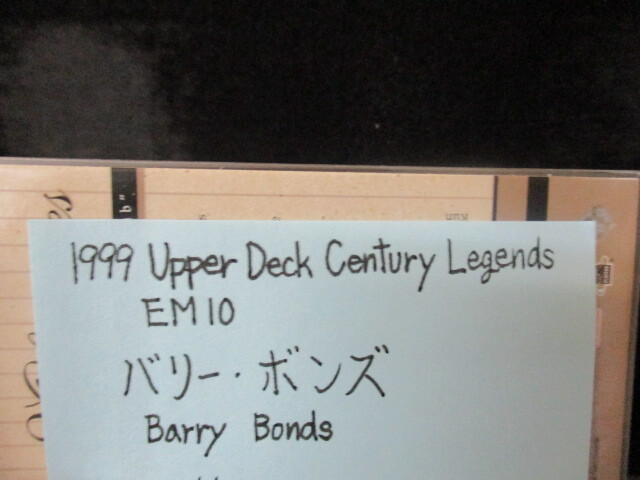 1999 Upper Deck Century Legends
EM10
バリー・ボンズ
Barry Bonds